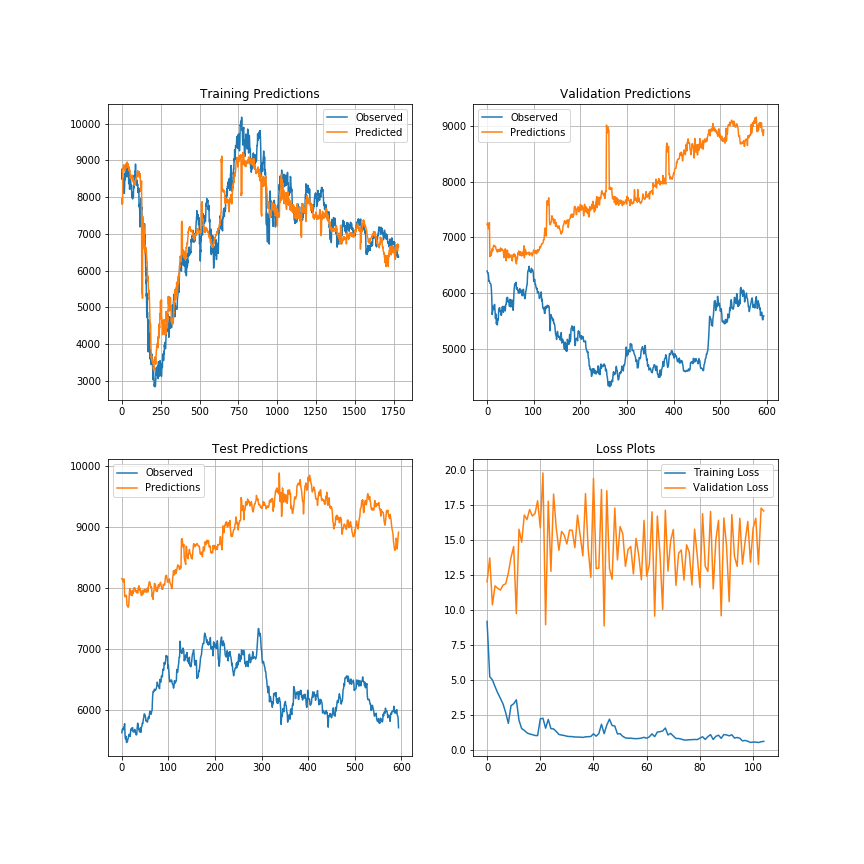 Training Predictions
Observed
Predicted
10000
9000
8000
7000
6000
5000
4000
3000
0 250 500 750 1000 1250 1500 1750
Validation Predictions
Observed
Predictions
9000
8000
7000
6000
5000
0 100 200 300 400 500 600
Test Predictions
Observed
Predictions
10000
9000
8000
7000
6000
0 100 200 300 400 500 600
Loss Plots
Training Loss
Validation Loss
20.0
17.5
15.0
12.5
10.0
7.5
5.0
2.5
0.0
0 20 40 60 80 100